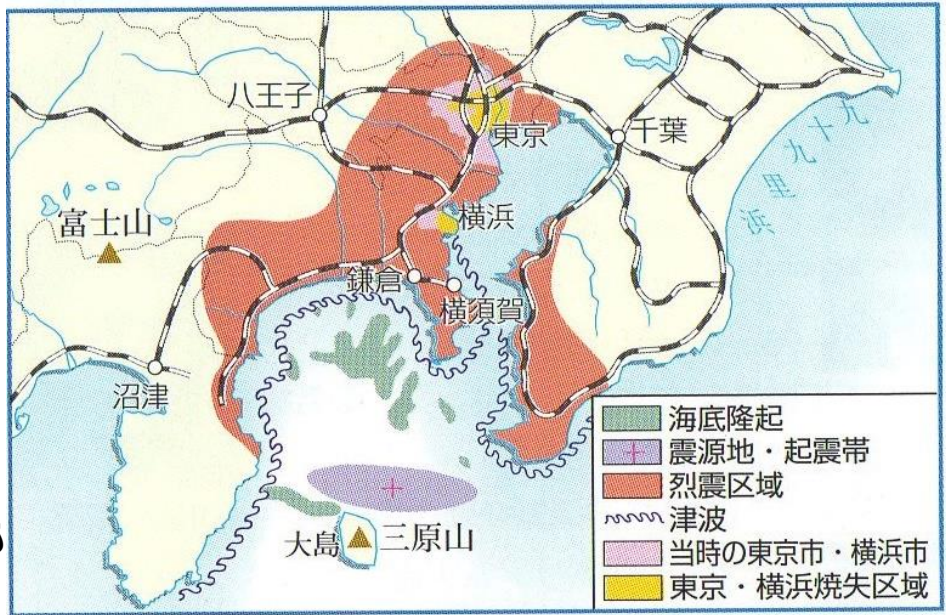 八王子
東京
千葉
九十九里浜
富士山
横浜
鎌倉
横須賀
沼津
大島
三原山
海底隆起
震源地・起震帯
烈震区域
津波
当時の東京市・横浜市
東京・横浜焼失区域